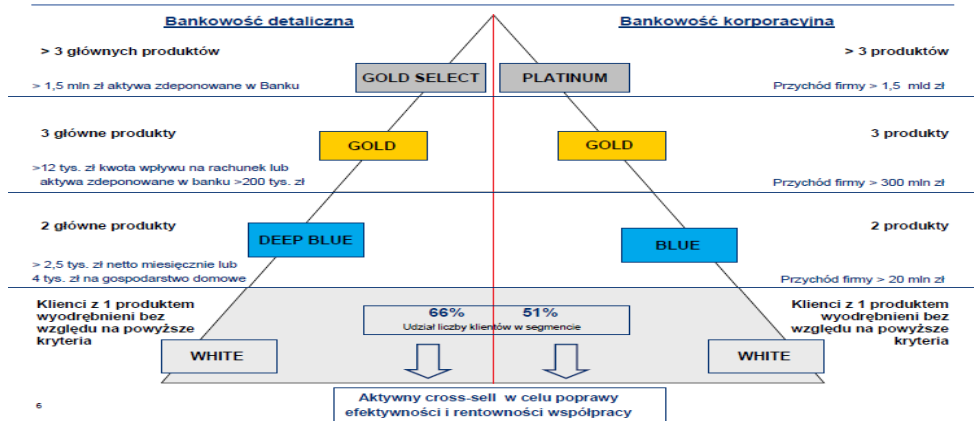 Bankowość detaliczna
Bankowość korporacyjna
> 3 głównych produktów
> 3 produktów
GOLD SELECT
PLATINUM
> 1,5 mln zł aktywa zdeponowane w Banku
Przychód firmy > 1,5 mld zł
3 główne produkty
3 produkty
GOLD
GOLD
>12 tys. zł kwota wpływu na rachunek lub
aktywa zdeponowane w banku >200 tys. zł
Przychód firmy > 300 mln zł
2 główne produkty
2 produkty
DEEP BLUE
BLUE
> 2,5 tys. zł netto miesięcznie lub
4 tys. zł na gospodarstwo domowe
Przychód firmy > 20 mln zł
Klienci z 1 produktem
wyodrębnieni bez
względu na powyższe
kryteria
66%
51%
Udział liczby klientów w segmencie
Klienci z 1 produktem
wyodrębnieni bez
względu na powyższe
kryteria
WHITE
WHITE
Aktywny cross-sell w celu poprawy
efektywności i rentowności współpracy
6